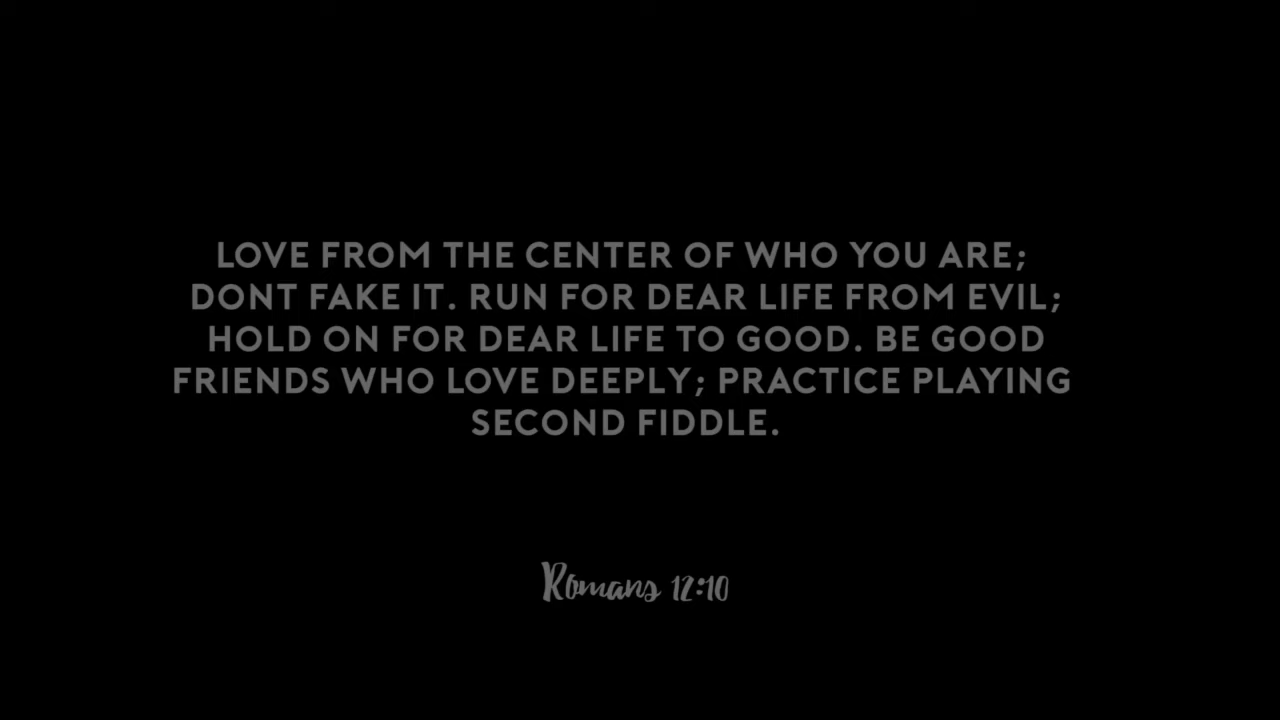 LOVE FROM THE CENTER OF WHO YOU ARE;
DONT FAKE IT. RUN FOR DEAR LIFE FROM EVIL;
HOLD ON FOR DEAR LIFE TO GOOD. BE GOOD
FRIENDS WHO LOVE DEEPLY; PRACTICE PLAYING
SECOND FIDDLE.
Romans 12:10